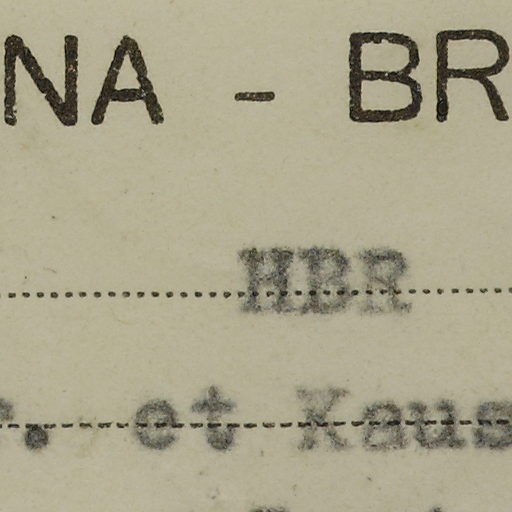 NA - BR
HBR
r. et Kaus